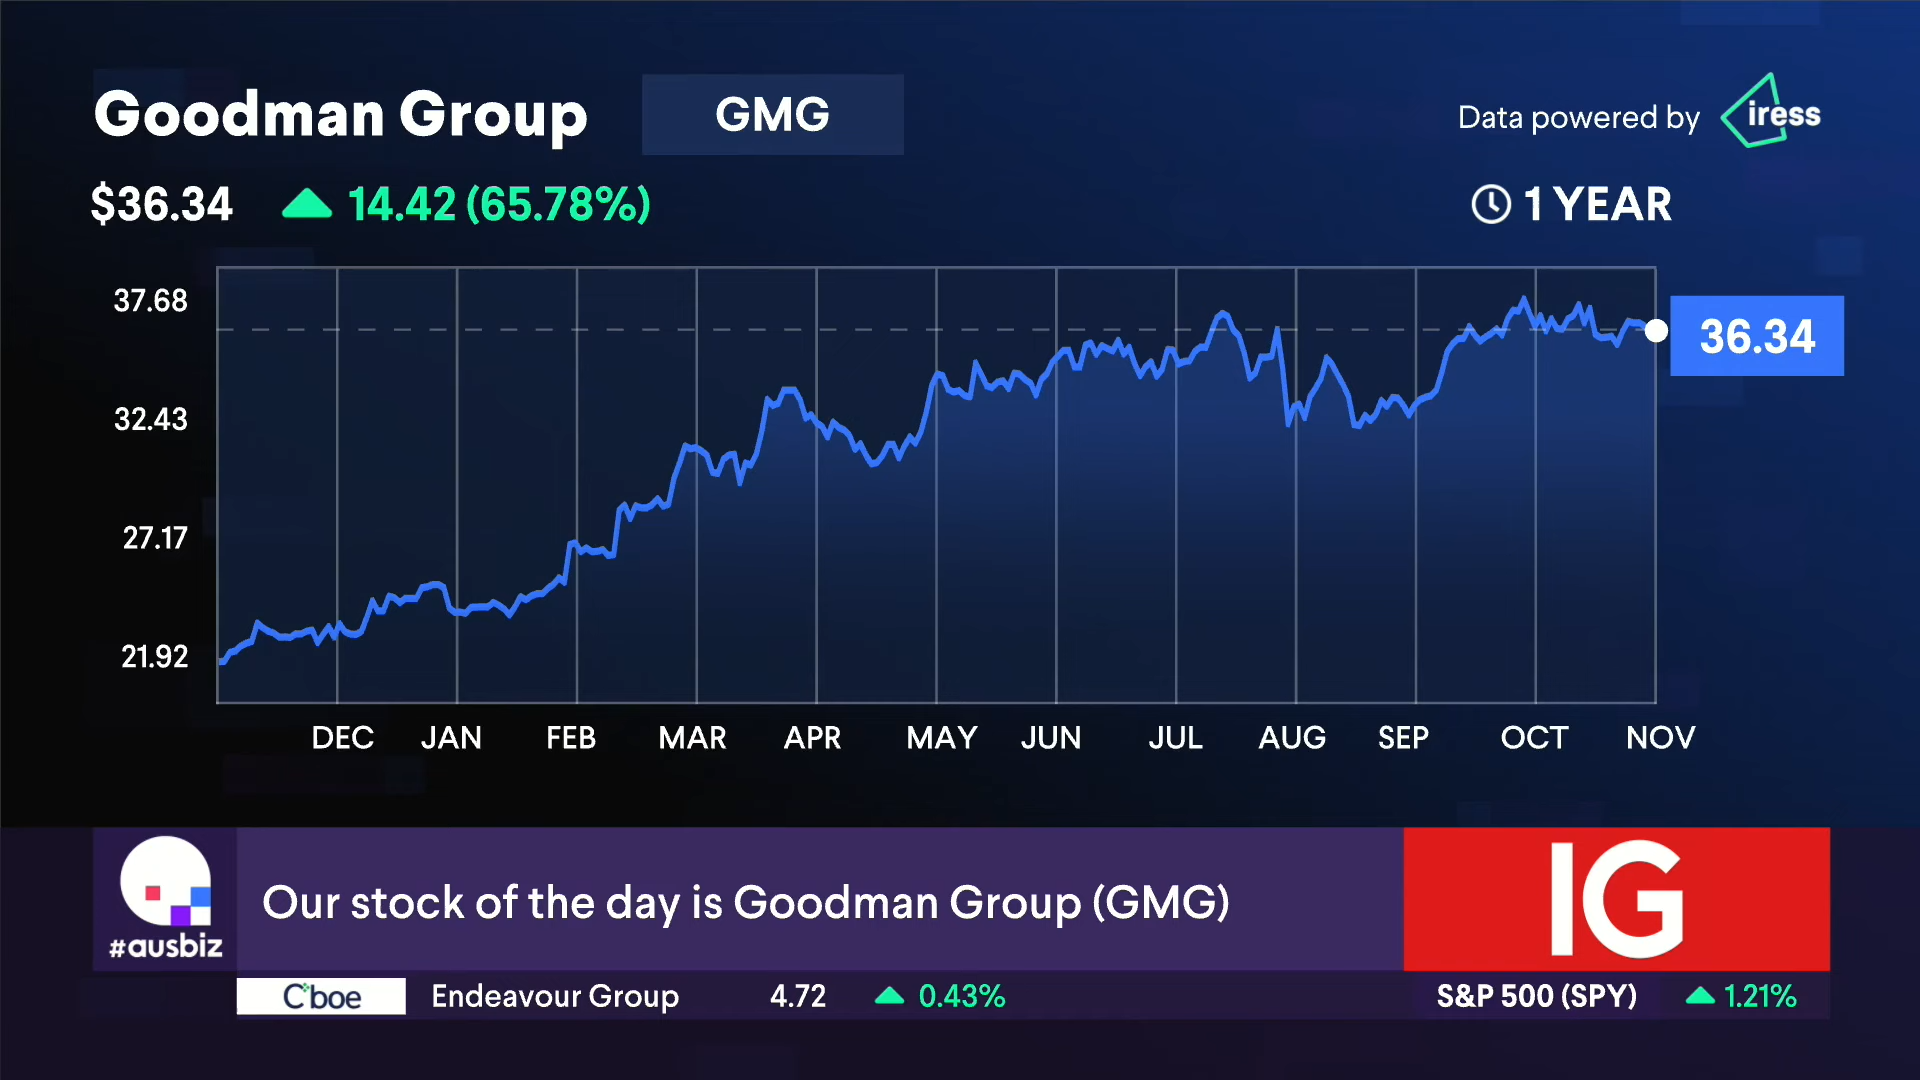 Goodman Group GMG
Data powered by iress
$36.34 14.42 (65.78%)
1 YEAR
37.68
32.43
27.17
21.92
36.34
DEC JAN FEB MAR APR MAY JUN JUL AUG SEP OCT NOV
#ausbiz
Our stock of the day is Goodman Group (GMG)
IG
Cboe Endeavour Group 4.72 0.43% S&P 500 (SPY) 1.21%